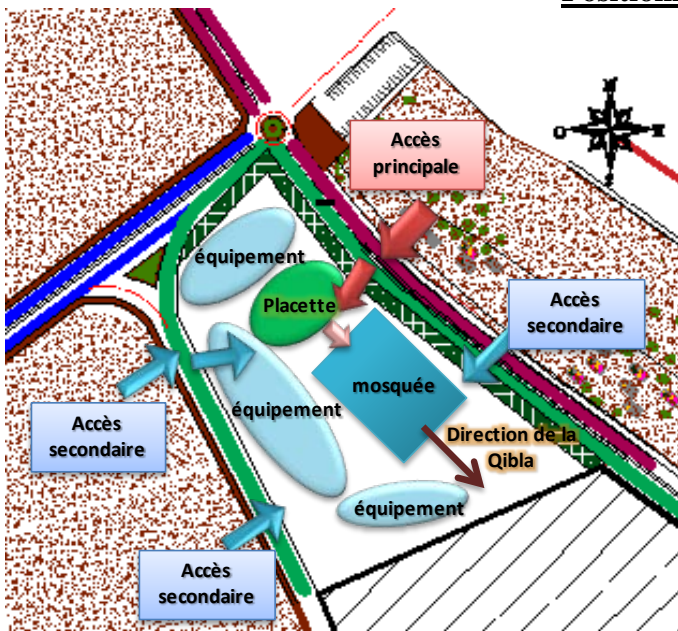 Accès
principale
équipement
Placette
Accès
secondaire
mosquée
équipement
Accès
secondaire
Direction de la
Qibla
équipement
Accès
secondaire